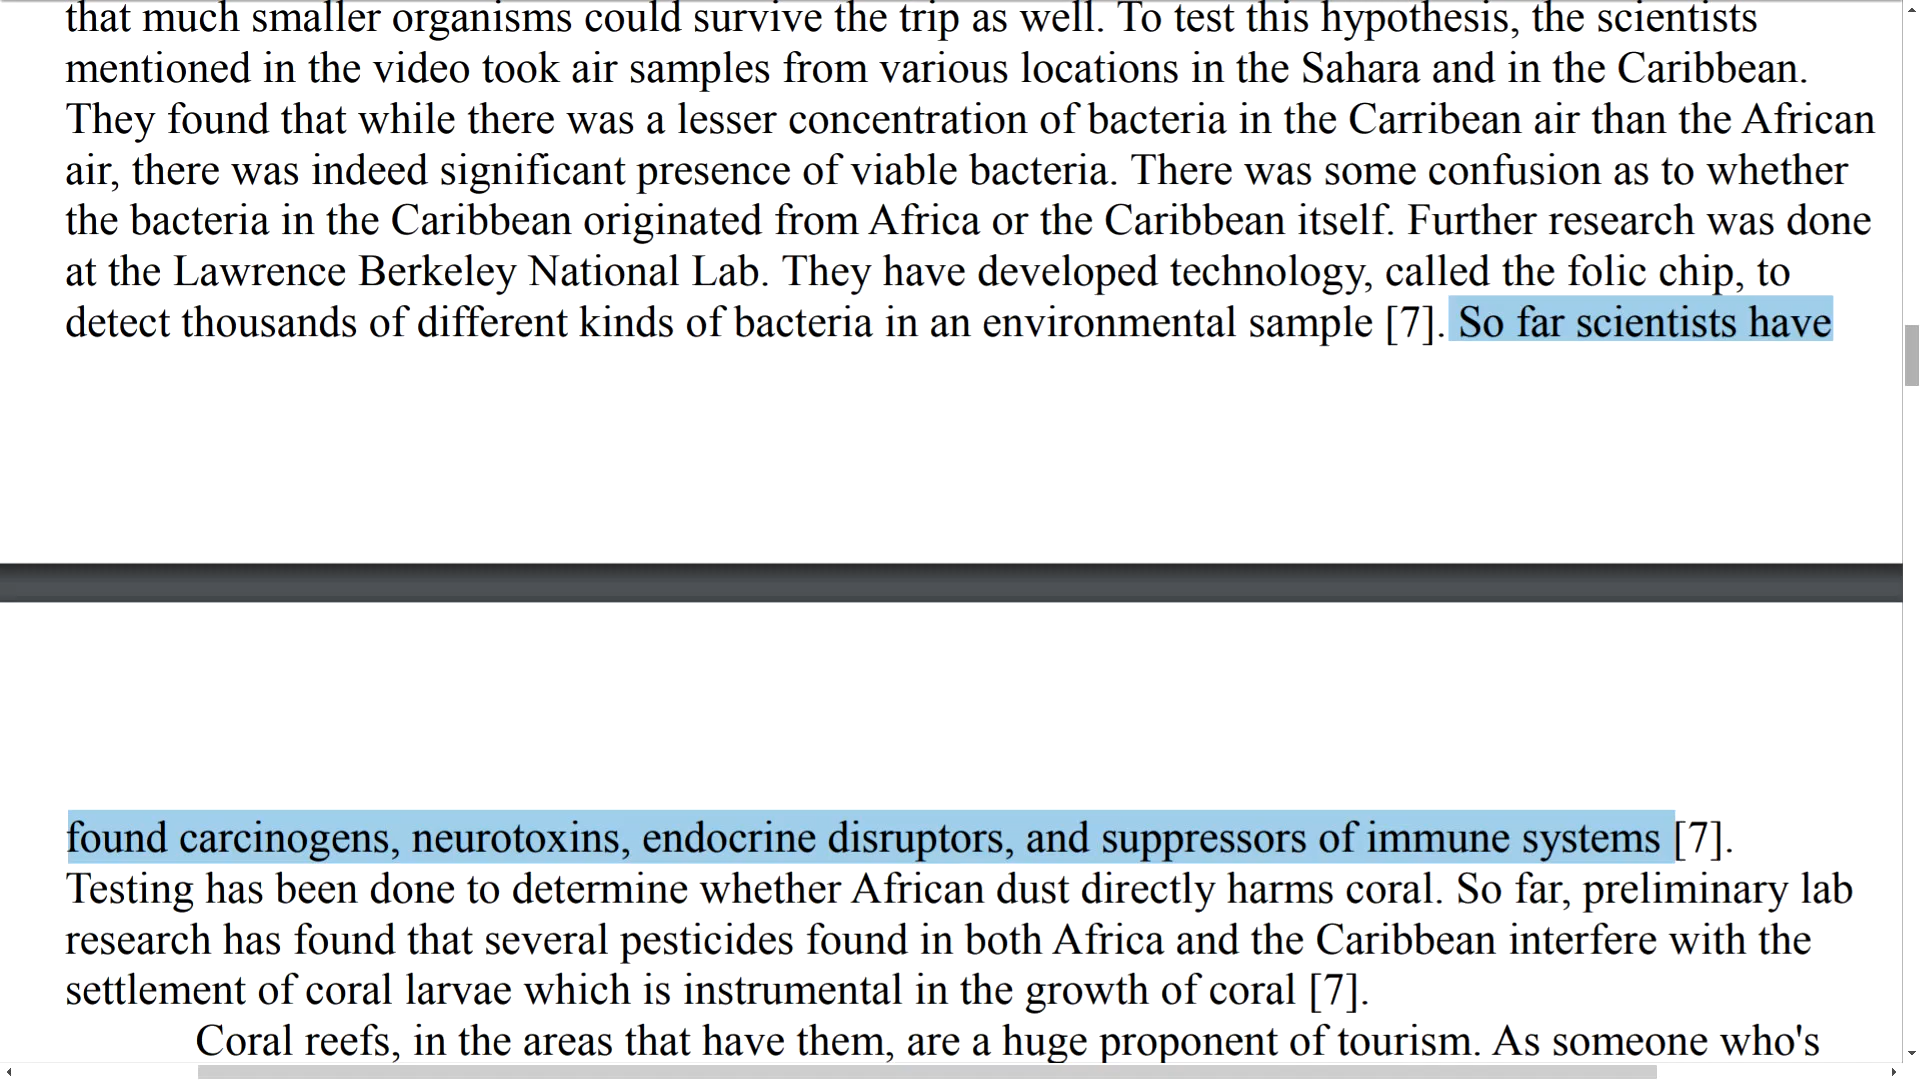 that much smaller organisms could survive the trip as well. To test this hypothesis, the scientists
mentioned in the video took air samples from various locations in the Sahara and in the Caribbean.
They found that while there was a lesser concentration of bacteria in the Carribean air than the African
air, there was indeed significant presence of viable bacteria. There was some confusion as to whether
the bacteria in the Caribbean originated from Africa or the Caribbean itself. Further research was done
at the Lawrence Berkeley National Lab. They have developed technology, called the folic chip, to
detect thousands of different kinds of bacteria in an environmental sample [7]. So far scientists have
found carcinogens, neurotoxins, endocrine disruptors, and suppressors of immune systems [7].
Testing has been done to determine whether African dust directly harms coral. So far, preliminary lab
research has found that several pesticides found in both Africa and the Caribbean interfere with the
settlement of coral larvae which is instrumental in the growth of coral [7].
Coral reefs, in the areas that have them, are a huge proponent of tourism. As someone who's